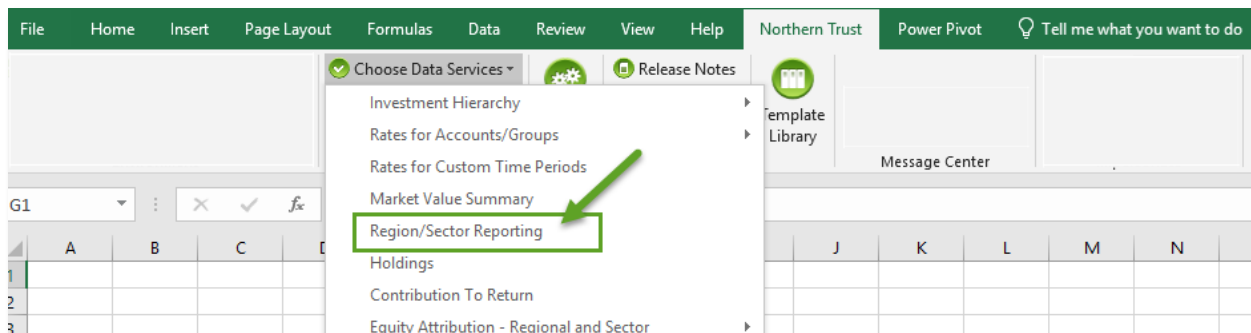 File Home Insert Page Layout Formulas Data Review View Help Northern Trust Power Pivot Tell me what you want to do
Choose Data Services Release Notes
Investment Hierarchy
Template
Rates for Accounts/Groups Library
Rates for Custom Time Periods Message Center
Market Value Summary
G1 fx
Region/Sector Reporting
A B C J K L M N
Holdings
1
Contribution To Return
2
Equity Attribution - Regional and Sector
3